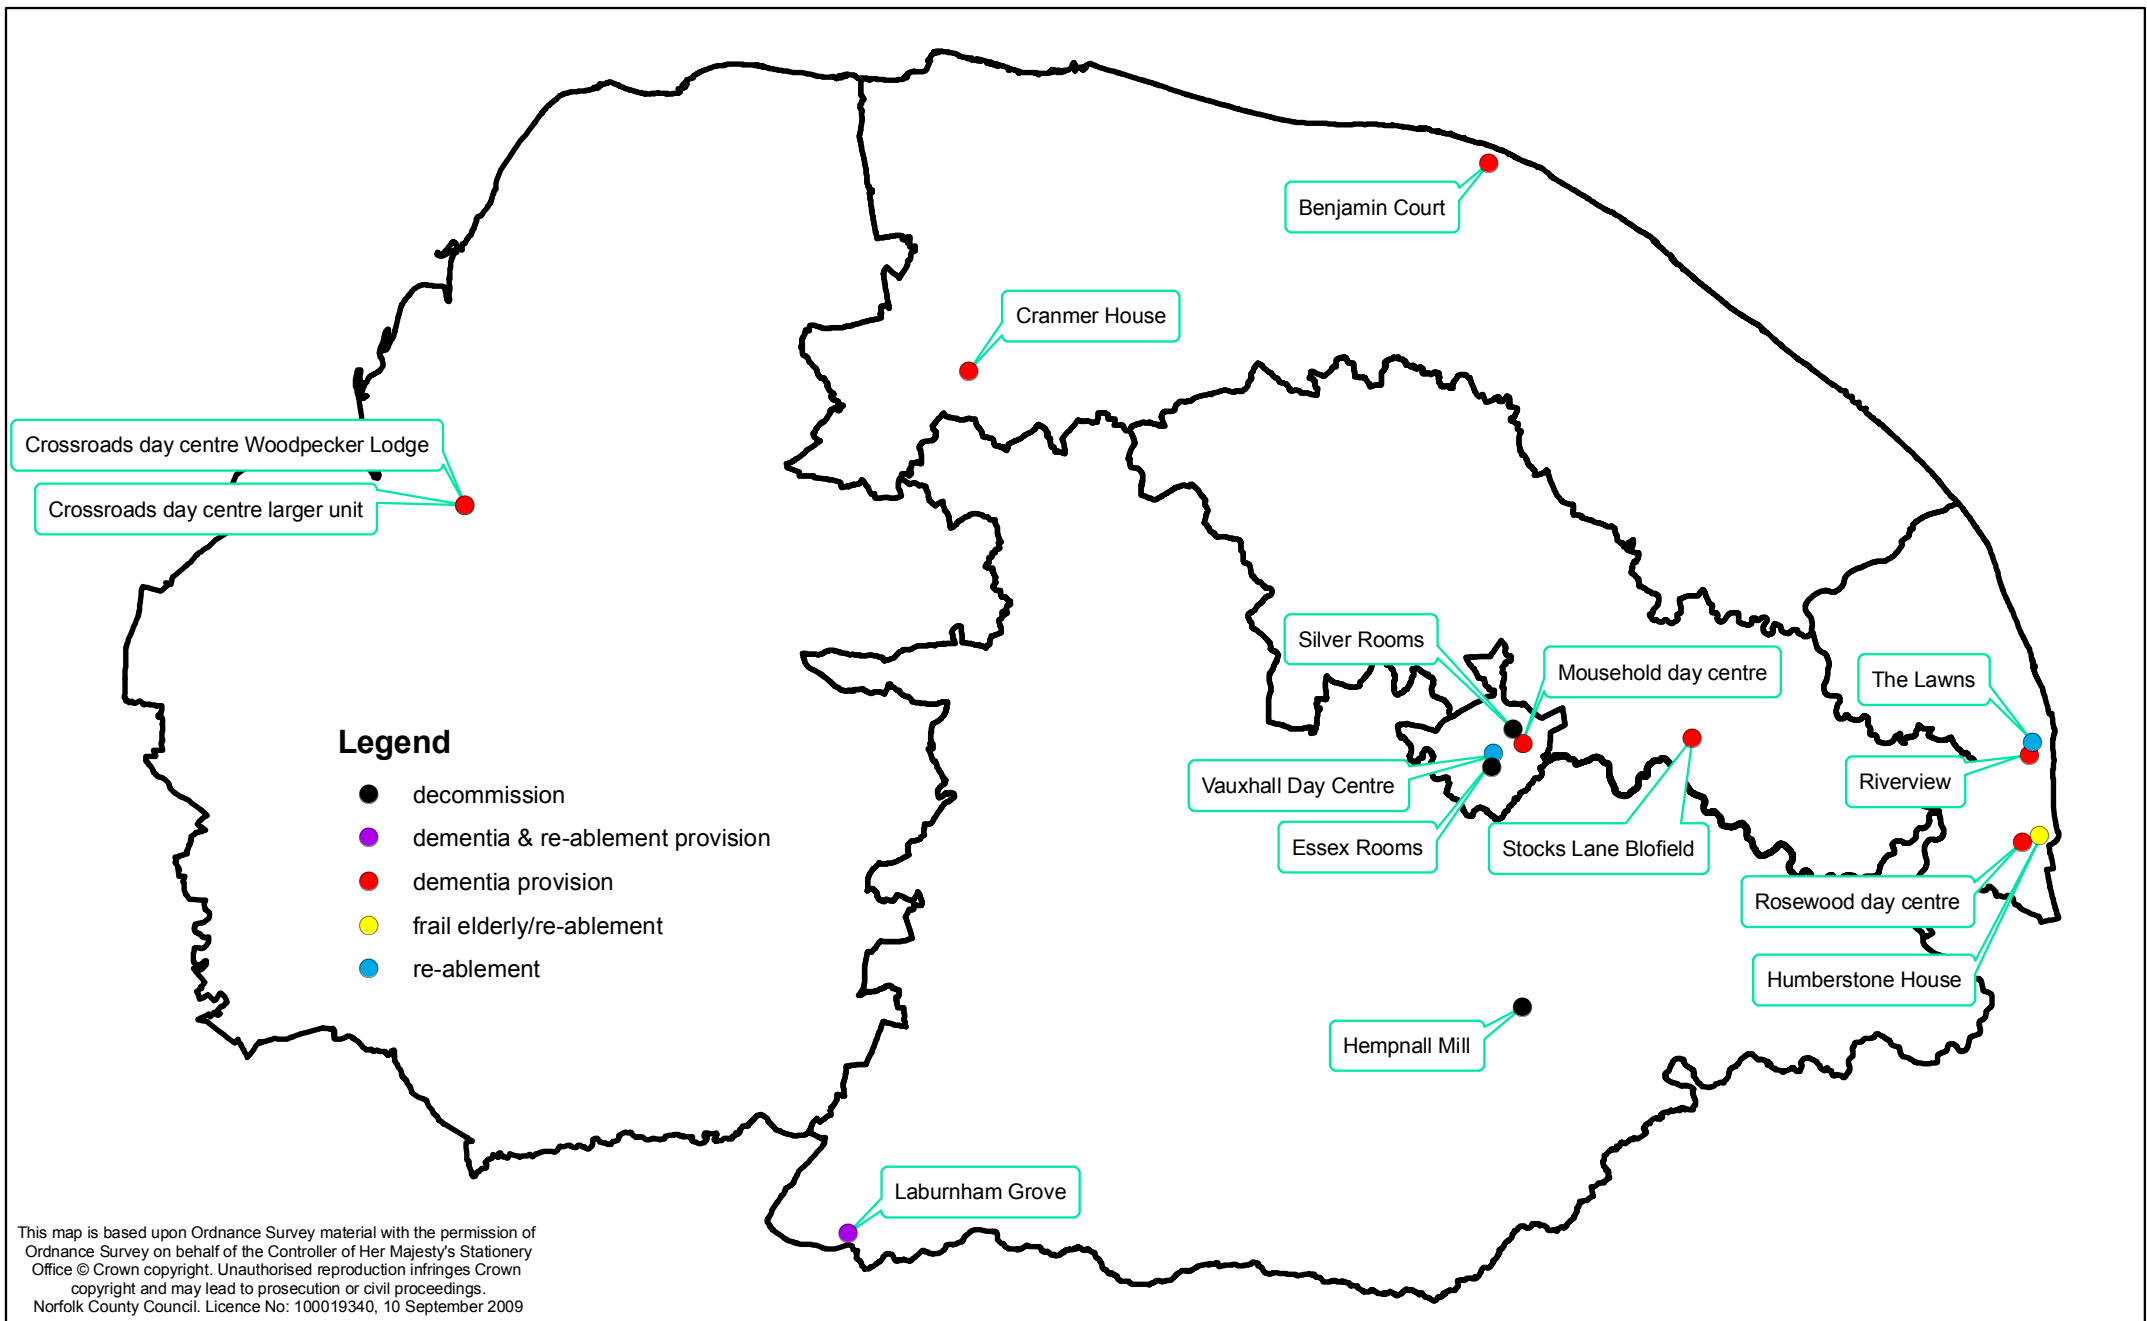 Benjamin Court
Cranmer House
Crossroads day centre Woodpecker Lodge
Crossroads day centre larger unit
Silver Rooms
Mousehold day centre
The Lawns
Vauxhall Day Centre
Riverview
Essex Rooms
Stocks Lane Blofield
Rosewood day centre
Humberstone House
Hempnall Mill
Laburnham Grove
Legend
decommission
dementia & re-ablement provision
dementia provision
frail elderly/re-ablement
re-ablement
This map is based upon Ordnance Survey material with the permission of
Ordnance Survey on behalf of the Controller of Her Majesty's Stationery
Office © Crown copyright. Unauthorised reproduction infringes Crown
copyright and may lead to prosecution or civil proceedings.
Norfolk County Council. Licence No: 100019340, 10 September 2009